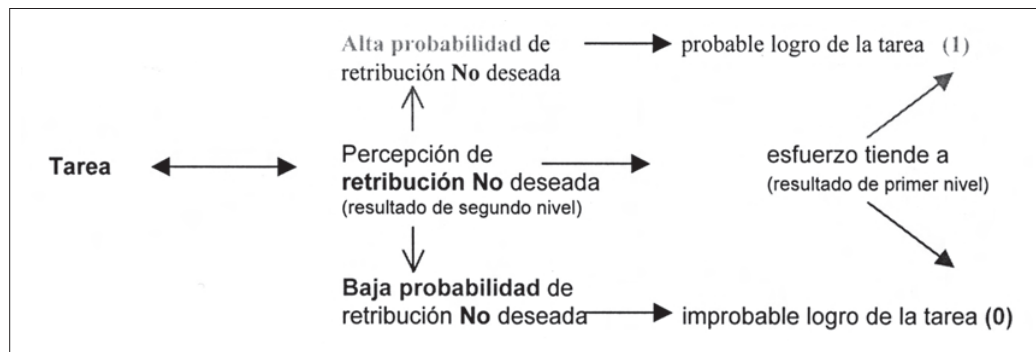 Alta probabilidad de
retribución No deseada
probable logro de la tarea (1)
Tarea
Percepción de
retribución No deseada
(resultado de segundo nivel)
esfuerzo tiende a
(resultado de primer nivel)
Baja probabilidad de
retribución No deseada
improbable logro de la tarea (0)